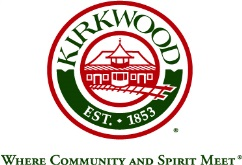 KIRKWOOD
EST. • 1853
®
WHERE COMMUNITY AND SPIRIT MEET®